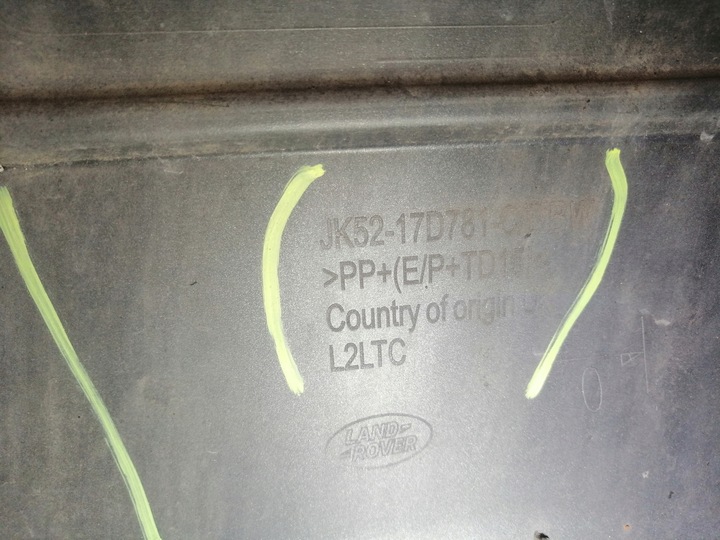 JK52-17D781-
>PP+(E/P+TD
Country of origin
L2LTC
LAND
ROVER